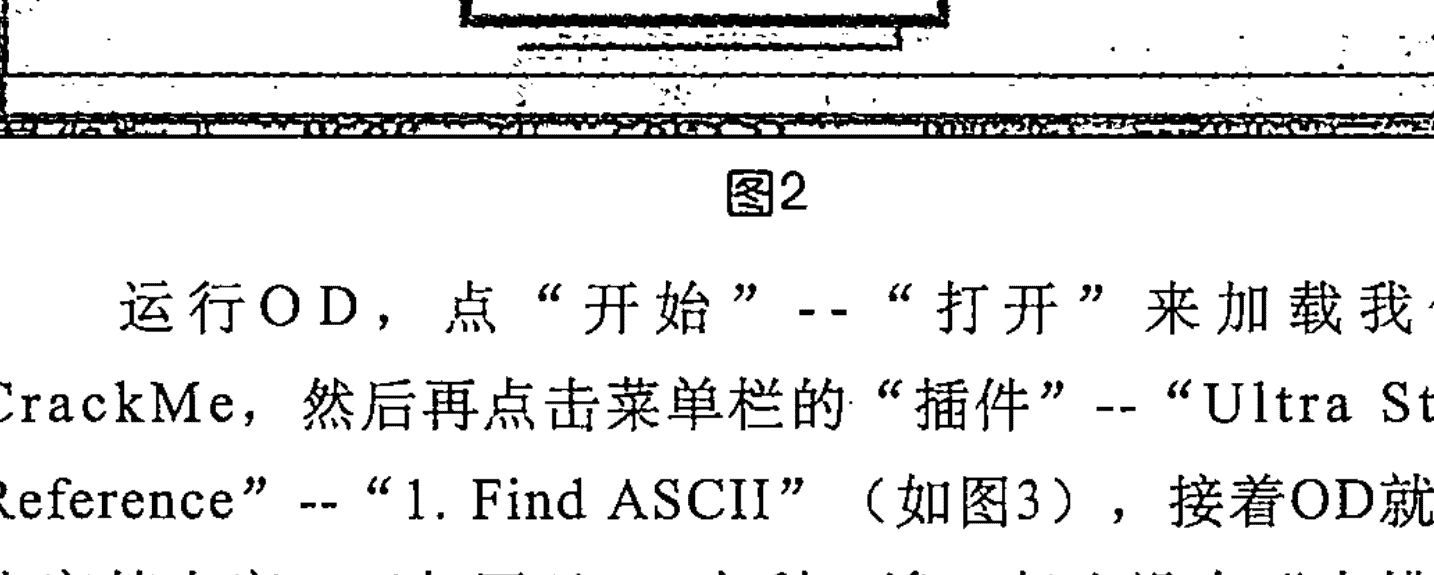 图2
运行OD，点“开始”--“打开”来加载我
CrackMe，然后再点击菜单栏的“插件”--“Ultra St
Reference”--“1. Find ASCII”（如图3），接着OD就